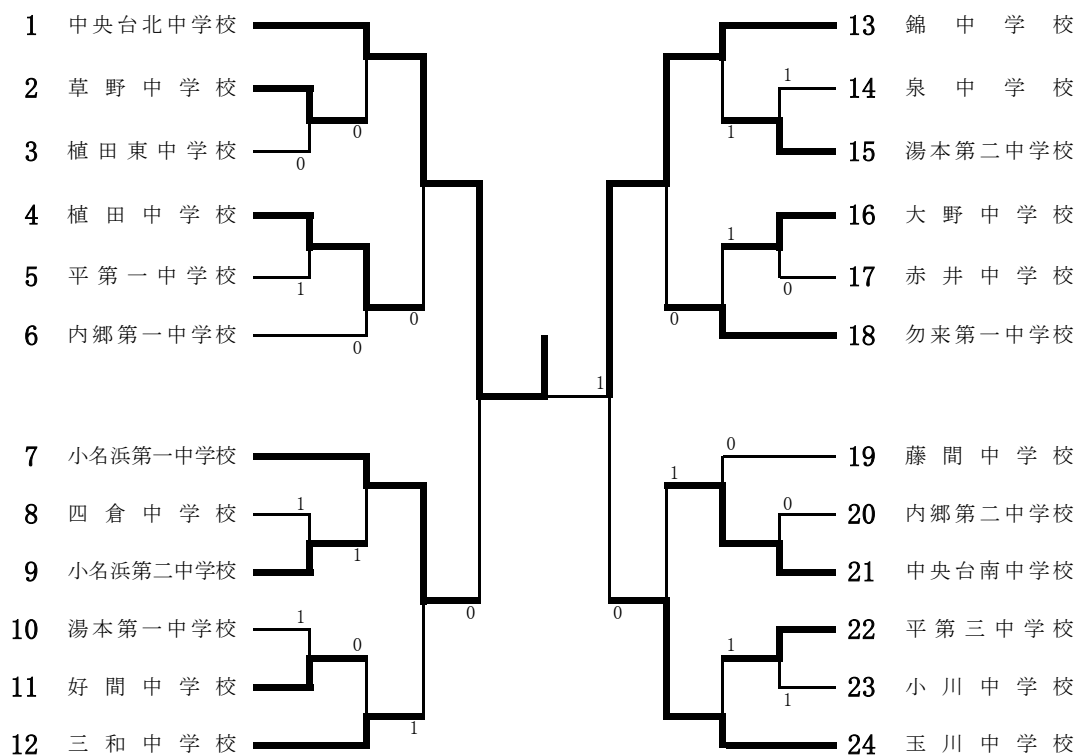 1 中央台北中学校
2 草野中学校
0
3 植田東中学校
0
4 植田中学校
5 平第一中学校
1
0
6 内郷第一中学校
0
7 小名浜第一中学校
8 四倉中学校
1
1
9 小名浜第二中学校
0
10 湯本第一中学校
1
0
11 好間中学校
1
12 三和中学校
1
13 錦中学校
1
14 泉中学校
1
15 湯本第二中学校
16 大野中学校
1
17 赤井中学校
0
0
18 勿来第一中学校
0
19 藤間中学校
1
0
20 内郷第二中学校
21 中央台南中学校
0
22 平第三中学校
1
23 小川中学校
1
24 玉川中学校